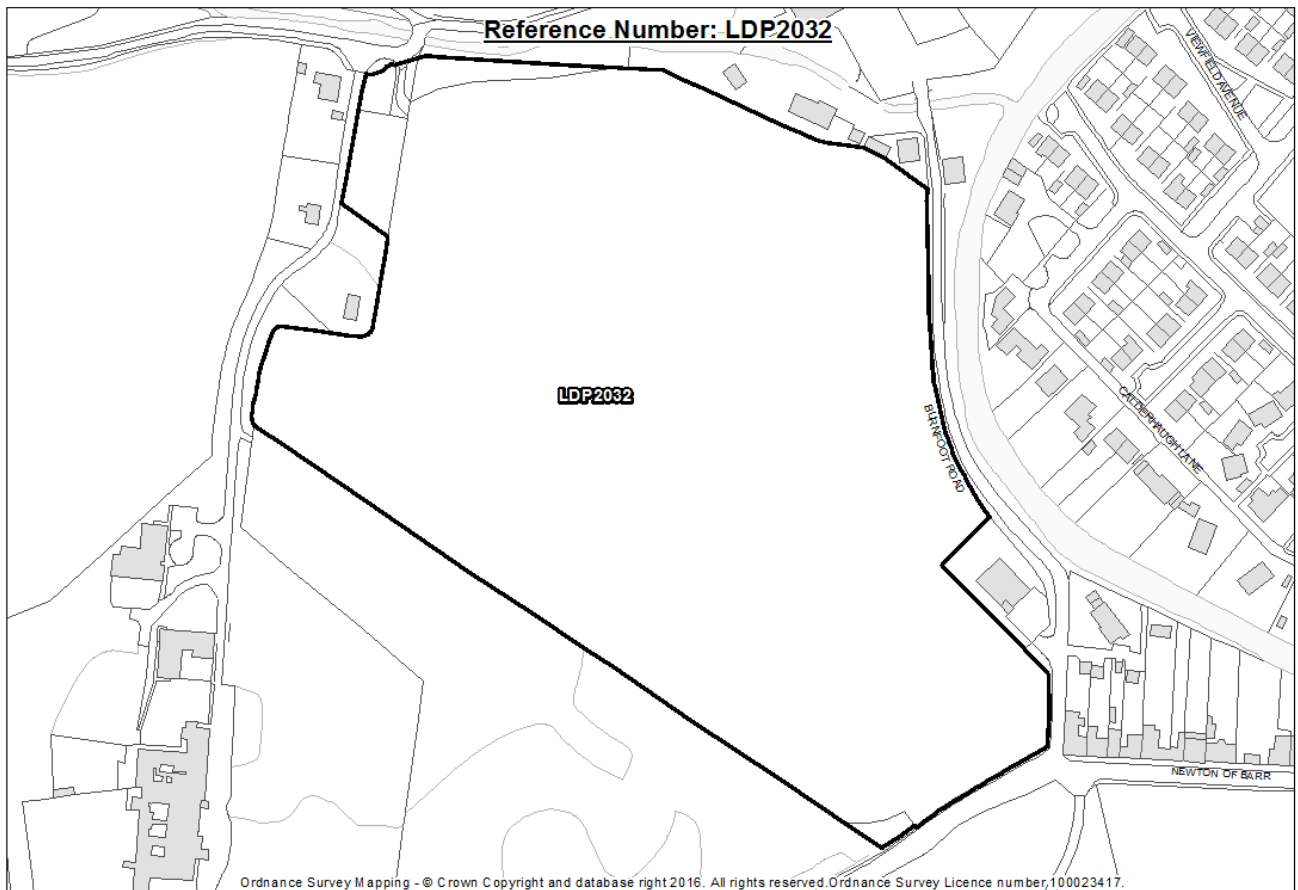 Reference Number: LDP2032
VIEWFIELD AVENUE
LDP2032
CALDERHAUGH LANE
BURNFOOT ROAD
NEWTON OF BARR
Ordnance Survey Mapping - © Crown Copyright and database right 2016. All rights reserved.Ordnance Survey Licence number,100023417.